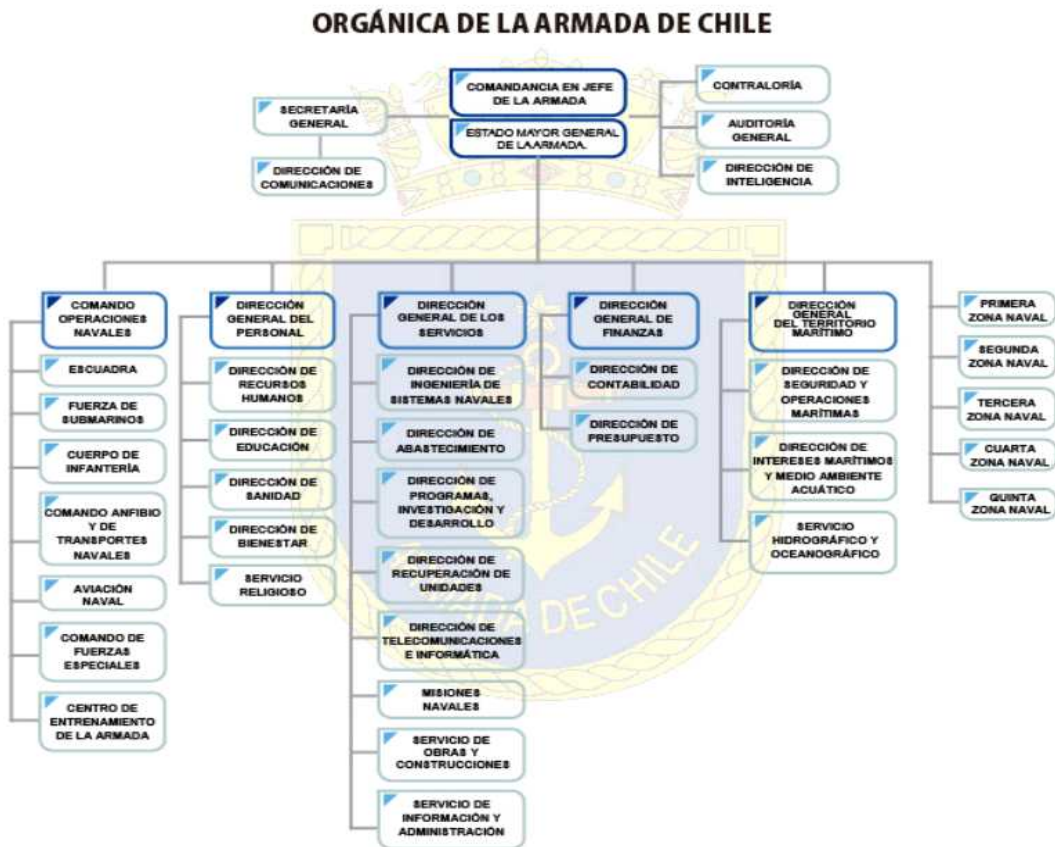 ORGÁNICA DE LA ARMADA DE CHILE
COMANDANCIA EN JEFE
DE LA ARMADA
ESTADO MAYOR GENERAL
DE LA ARMADA.
SECRETARÍA
GENERAL
DIRECCIÓN DE
COMUNICACIONES
CONTRALORÍA
AUDITORÍA
GENERAL
DIRECCIÓN DE
INTELIGENCIA
COMANDO
OPERACIONES
NAVALES
ESCUADRA
FUERZA DE
SUBMARINOS
CUERPO DE
INFANTERÍA
COMANDO ANFIBIO
Y DE
TRANSPORTES
NAVALES
AVIACIÓN
NAVAL
COMANDO DE
FUERZAS
ESPECIALES
CENTRO DE
ENTRENAMIENTO
DE LA ARMADA
DIRECCIÓN
GENERAL DEL
PERSONAL
DIRECCIÓN DE
RECURSOS
HUMANOS
DIRECCIÓN DE
EDUCACIÓN
DIRECCIÓN DE
SANIDAD
DIRECCIÓN DE
BIENESTAR
SERVICIO
RELIGIOSO
DIRECCIÓN
GENERAL DE LOS
SERVICIOS
DIRECCIÓN DE
INGENIERÍA DE
SISTEMAS NAVALES
DIRECCIÓN DE
ABASTECIMIENTO
DIRECCIÓN DE
PROGRAMAS,
INVESTIGACIÓN Y
DESARROLLO
DIRECCIÓN DE
RECUPERACIÓN DE
UNIDADES
DIRECCIÓN DE
TELECOMUNICACIONES
E INFORMÁTICA
MISIONES
NAVALES
SERVICIO DE
OBRAS Y
CONSTRUCCIONES
SERVICIO DE
INFORMACIÓN Y
ADMINISTRACIÓN
DIRECCIÓN
GENERAL DE
FINANZAS
DIRECCIÓN DE
CONTABILIDAD
DIRECCIÓN DE
PRESUPUESTO
DIRECCIÓN
GENERAL
DEL TERRITORIO
MARÍTIMO
DIRECCIÓN DE
SEGURIDAD Y
OPERACIONES
MARÍTIMAS
DIRECCIÓN DE
INTERESES MARÍTIMOS
Y MEDIO AMBIENTE
ACUÁTICO
SERVICIO
HIDROGRÁFICO Y
OCEANOGRÁFICO
PRIMERA
ZONA NAVAL
SEGUNDA
ZONA NAVAL
TERCERA
ZONA NAVAL
CUARTA
ZONA NAVAL
QUINTA
ZONA NAVAL
ARMADA DE CHILE